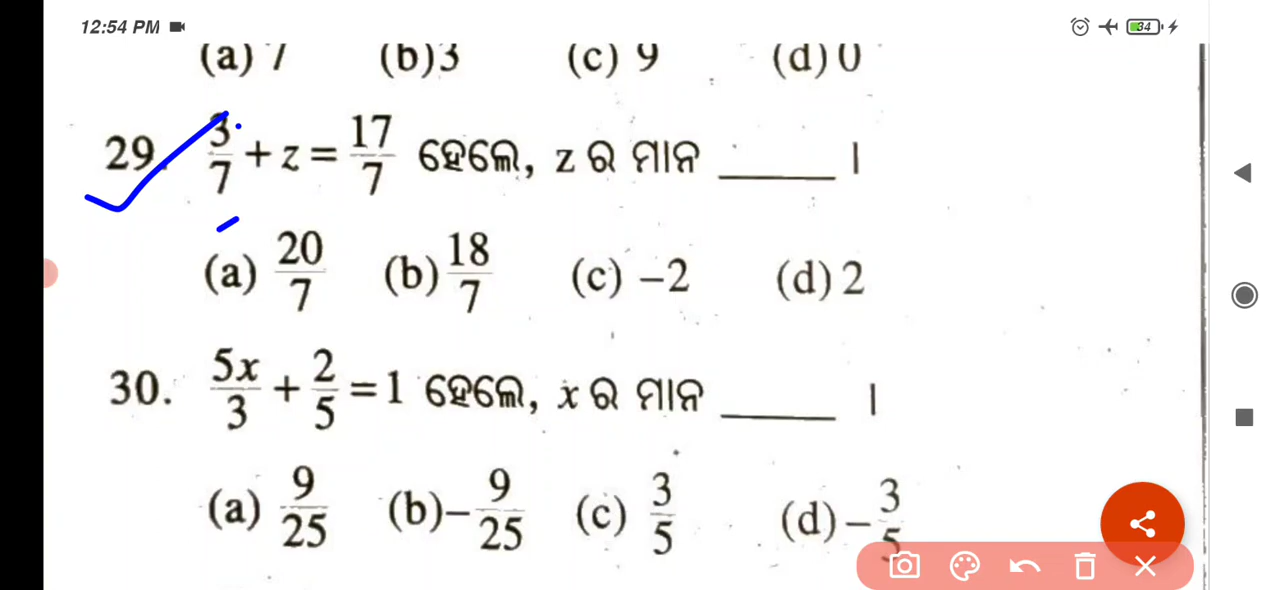 12:54 PM
34
(a) 7 (b) 3 (c) 9 (d) 0
29. 3/7 + z = 17/7 ହେଲେ, z ର ମାନ ______ ।
(a) 20/7 (b) 18/7 (c) –2 (d) 2
30. 5x/3 + 2/5 = 1 ହେଲେ, x ର ମାନ ______ ।
(a) 9/25 (b) –9/25 (c) 3/5 (d) –3/5